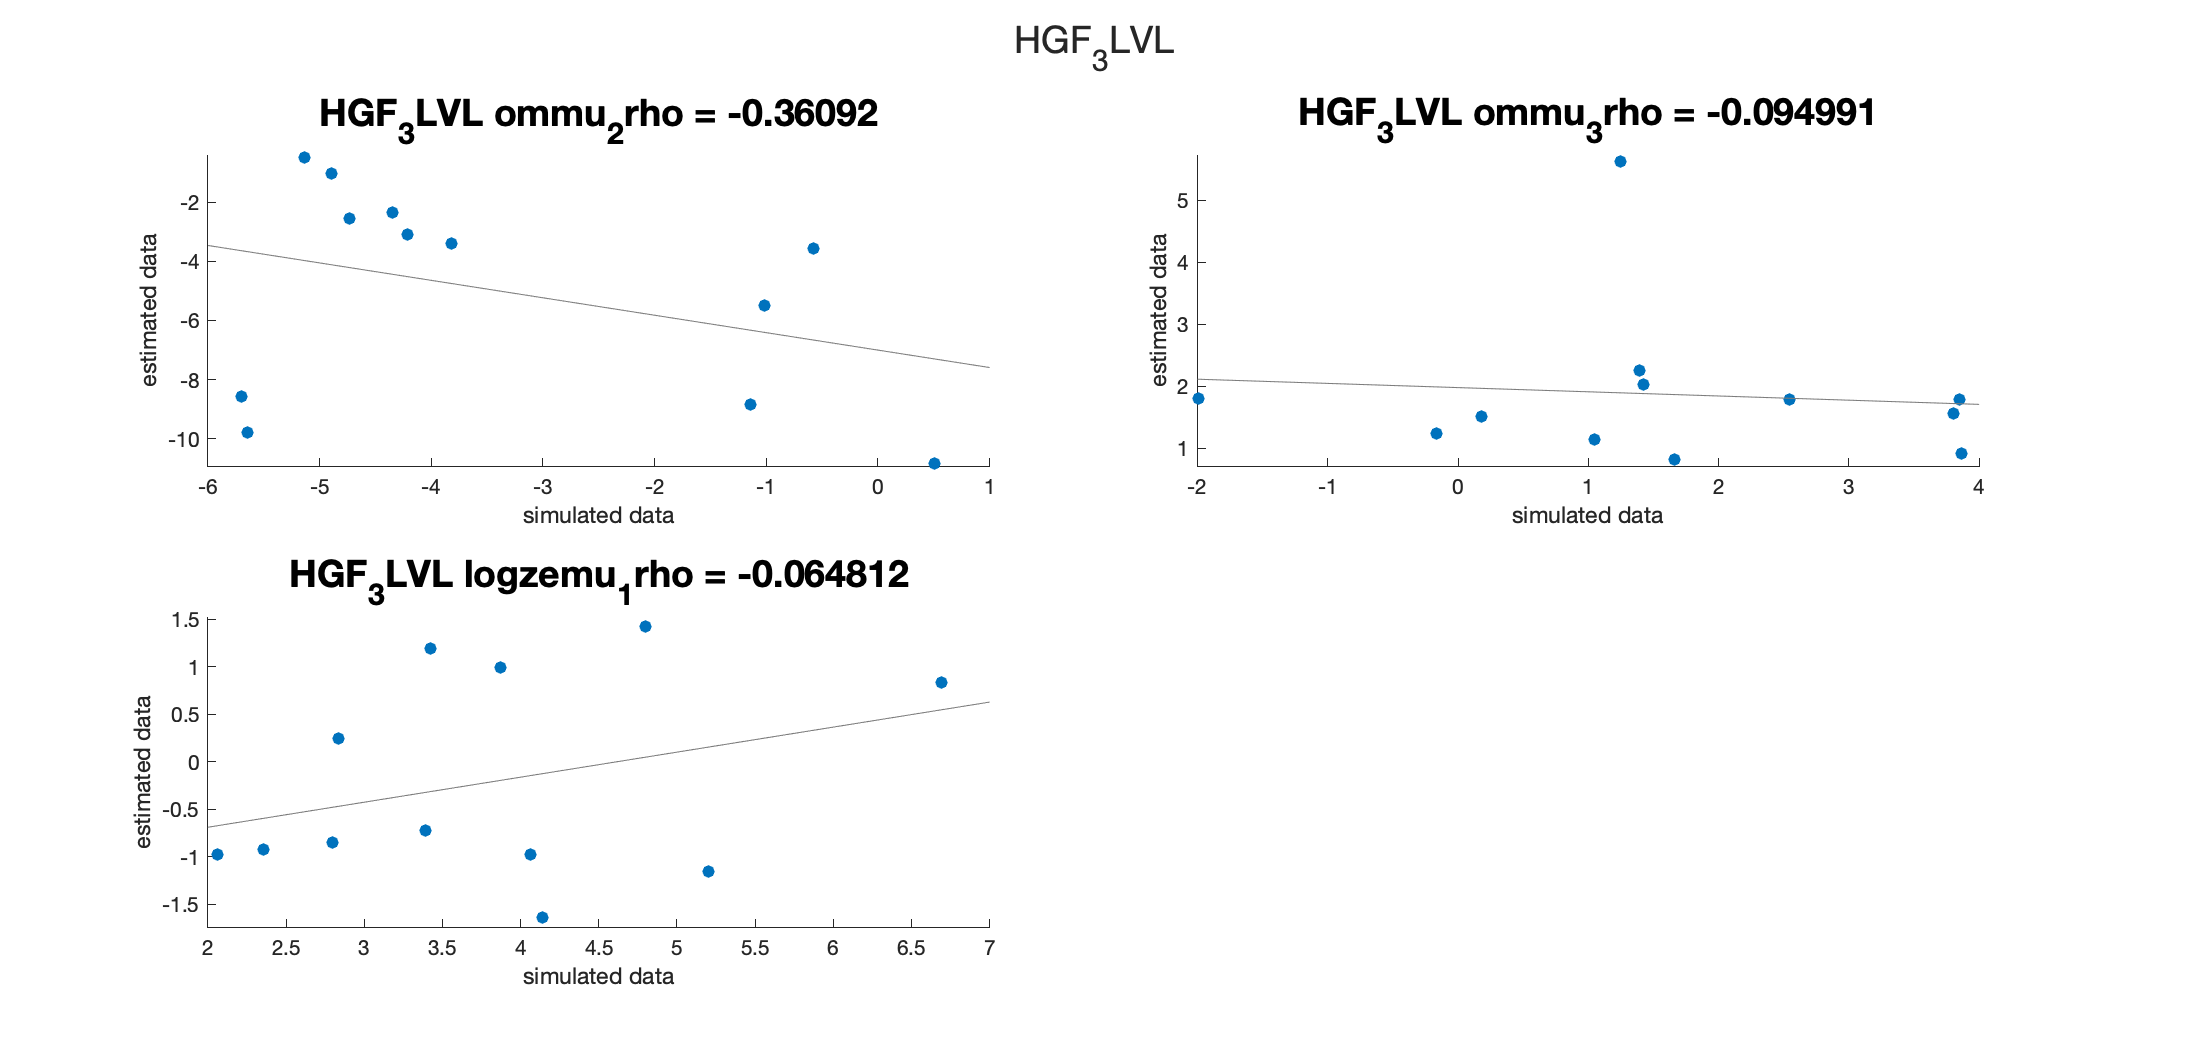 HGF3LVL
HGF3LVL ommu2rho = -0.36092
-2
-4
-6
-8
-10
estimated data
-6 -5 -4 -3 -2 -1 0 1
simulated data
HGF3LVL ommu3rho = -0.094991
5
4
3
2
1
estimated data
-2 -1 0 1 2 3 4
simulated data
HGF3LVL logzemu1rho = -0.064812
1.5
1
0.5
0
-0.5
-1
-1.5
estimated data
2 2.5 3 3.5 4 4.5 5 5.5 6 6.5 7
simulated data